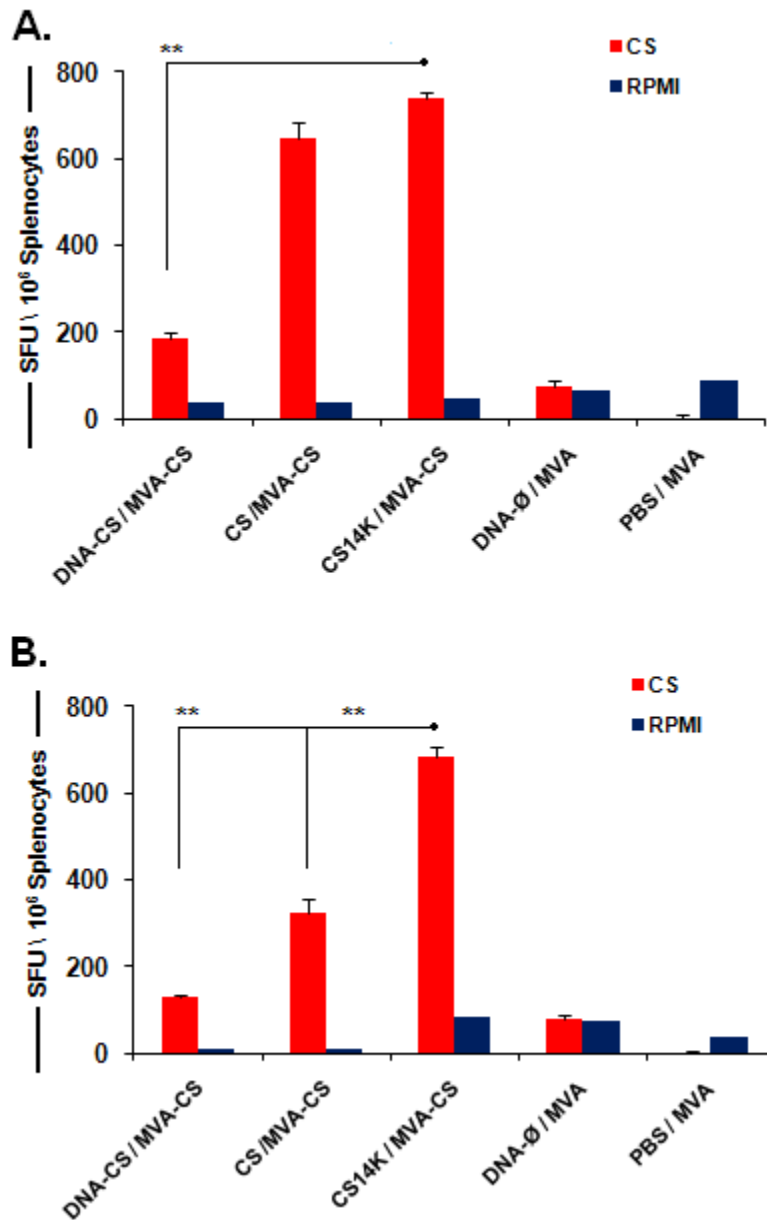 A.
**
CS
RPMI
SFU \ 10⁶ Splenocytes
800
600
400
200
0
DNA-CS / MVA-CS
CS /MVA-CS
CS14K / MVA-CS
DNA-Ø / MVA
PBS / MVA
B.
** **
CS
RPMI
SFU \ 10⁶ Splenocytes
800
600
400
200
0
DNA-CS / MVA-CS
CS /MVA-CS
CS14K / MVA-CS
DNA-Ø / MVA
PBS / MVA